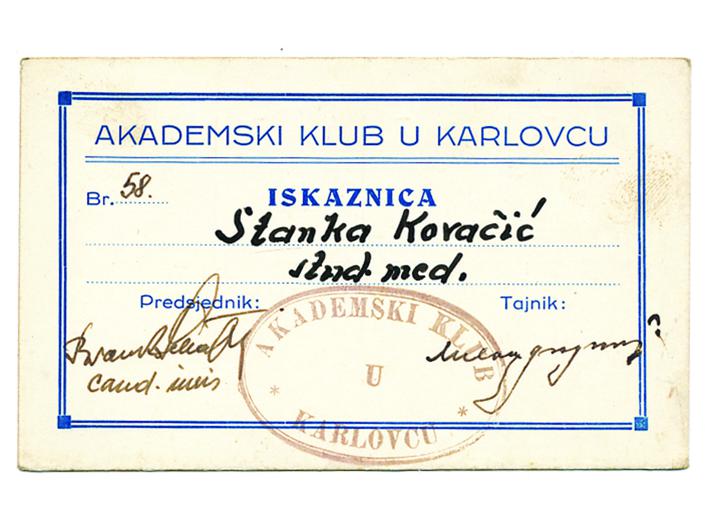 AKADEMSKI KLUB U KARLOVCU
Br. 58.
ISKAZNICA
Stanka Kovačić
stud. med.
Predsjednik: Tajnik:
cand. iuris
AKADEMSKI KLUB
U
* KARLOVCU *